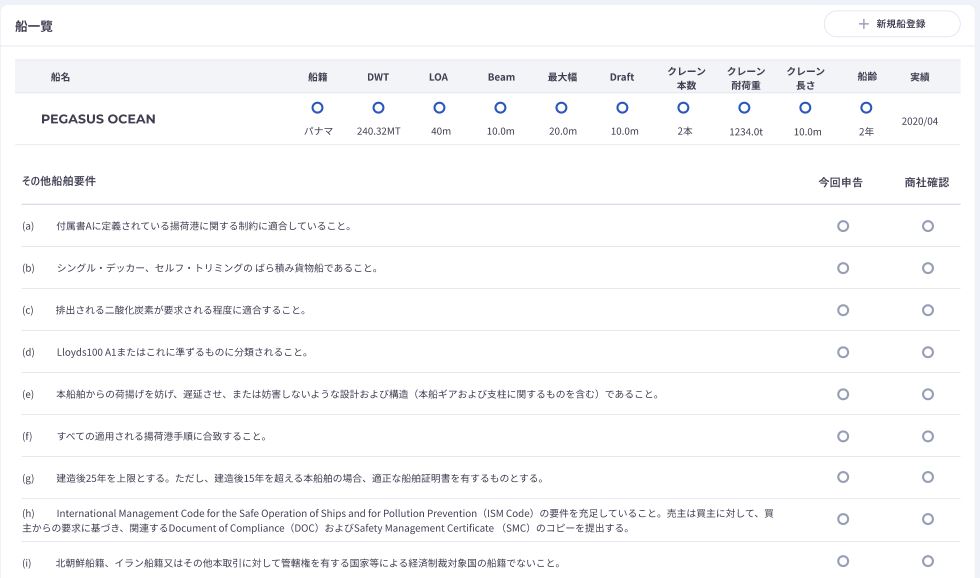 船一覧
＋ 新規船登録
船名 船籍 DWT LOA Beam 最大幅 Draft クレーン本数 クレーン耐荷重 クレーン長さ 船齢 実績
PEGASUS OCEAN パナマ 240.32MT 40m 10.0m 20.0m 10.0m 2本 1234.0t 10.0m 2年 2020/04
その他船舶要件 今回申告 商社確認
(a) 付属書Aに定義されている揚荷港に関する制約に適合していること。
(b) シングル・デッカー、セルフ・トリミングの ばら積み貨物船であること。
(c) 排出される二酸化炭素が要求される程度に適合すること。
(d) Lloyds100 A1またはこれに準ずるものに分類されること。
(e) 本船舶からの荷揚げを妨げ、遅延させ、または妨害しないような設計および構造（本船ギアおよび支柱に関するものを含む）であること。
(f) すべての適用される揚荷港手順に合致すること。
(g) 建造後25年を上限とする。ただし、建造後15年を超える本船舶の場合、適正な船舶証明書を有するものとする。
(h) International Management Code for the Safe Operation of Ships and for Pollution Prevention（ISM Code）の要件を充足していること。売主は買主に対して、買
主からの要求に基づき、関連するDocument of Compliance（DOC）およびSafety Management Certificate （SMC）のコピーを提出する。
(i) 北朝鮮船籍、イラン船籍又はその他本取引に対して管轄権を有する国家等による経済制裁対象国の船籍でないこと。